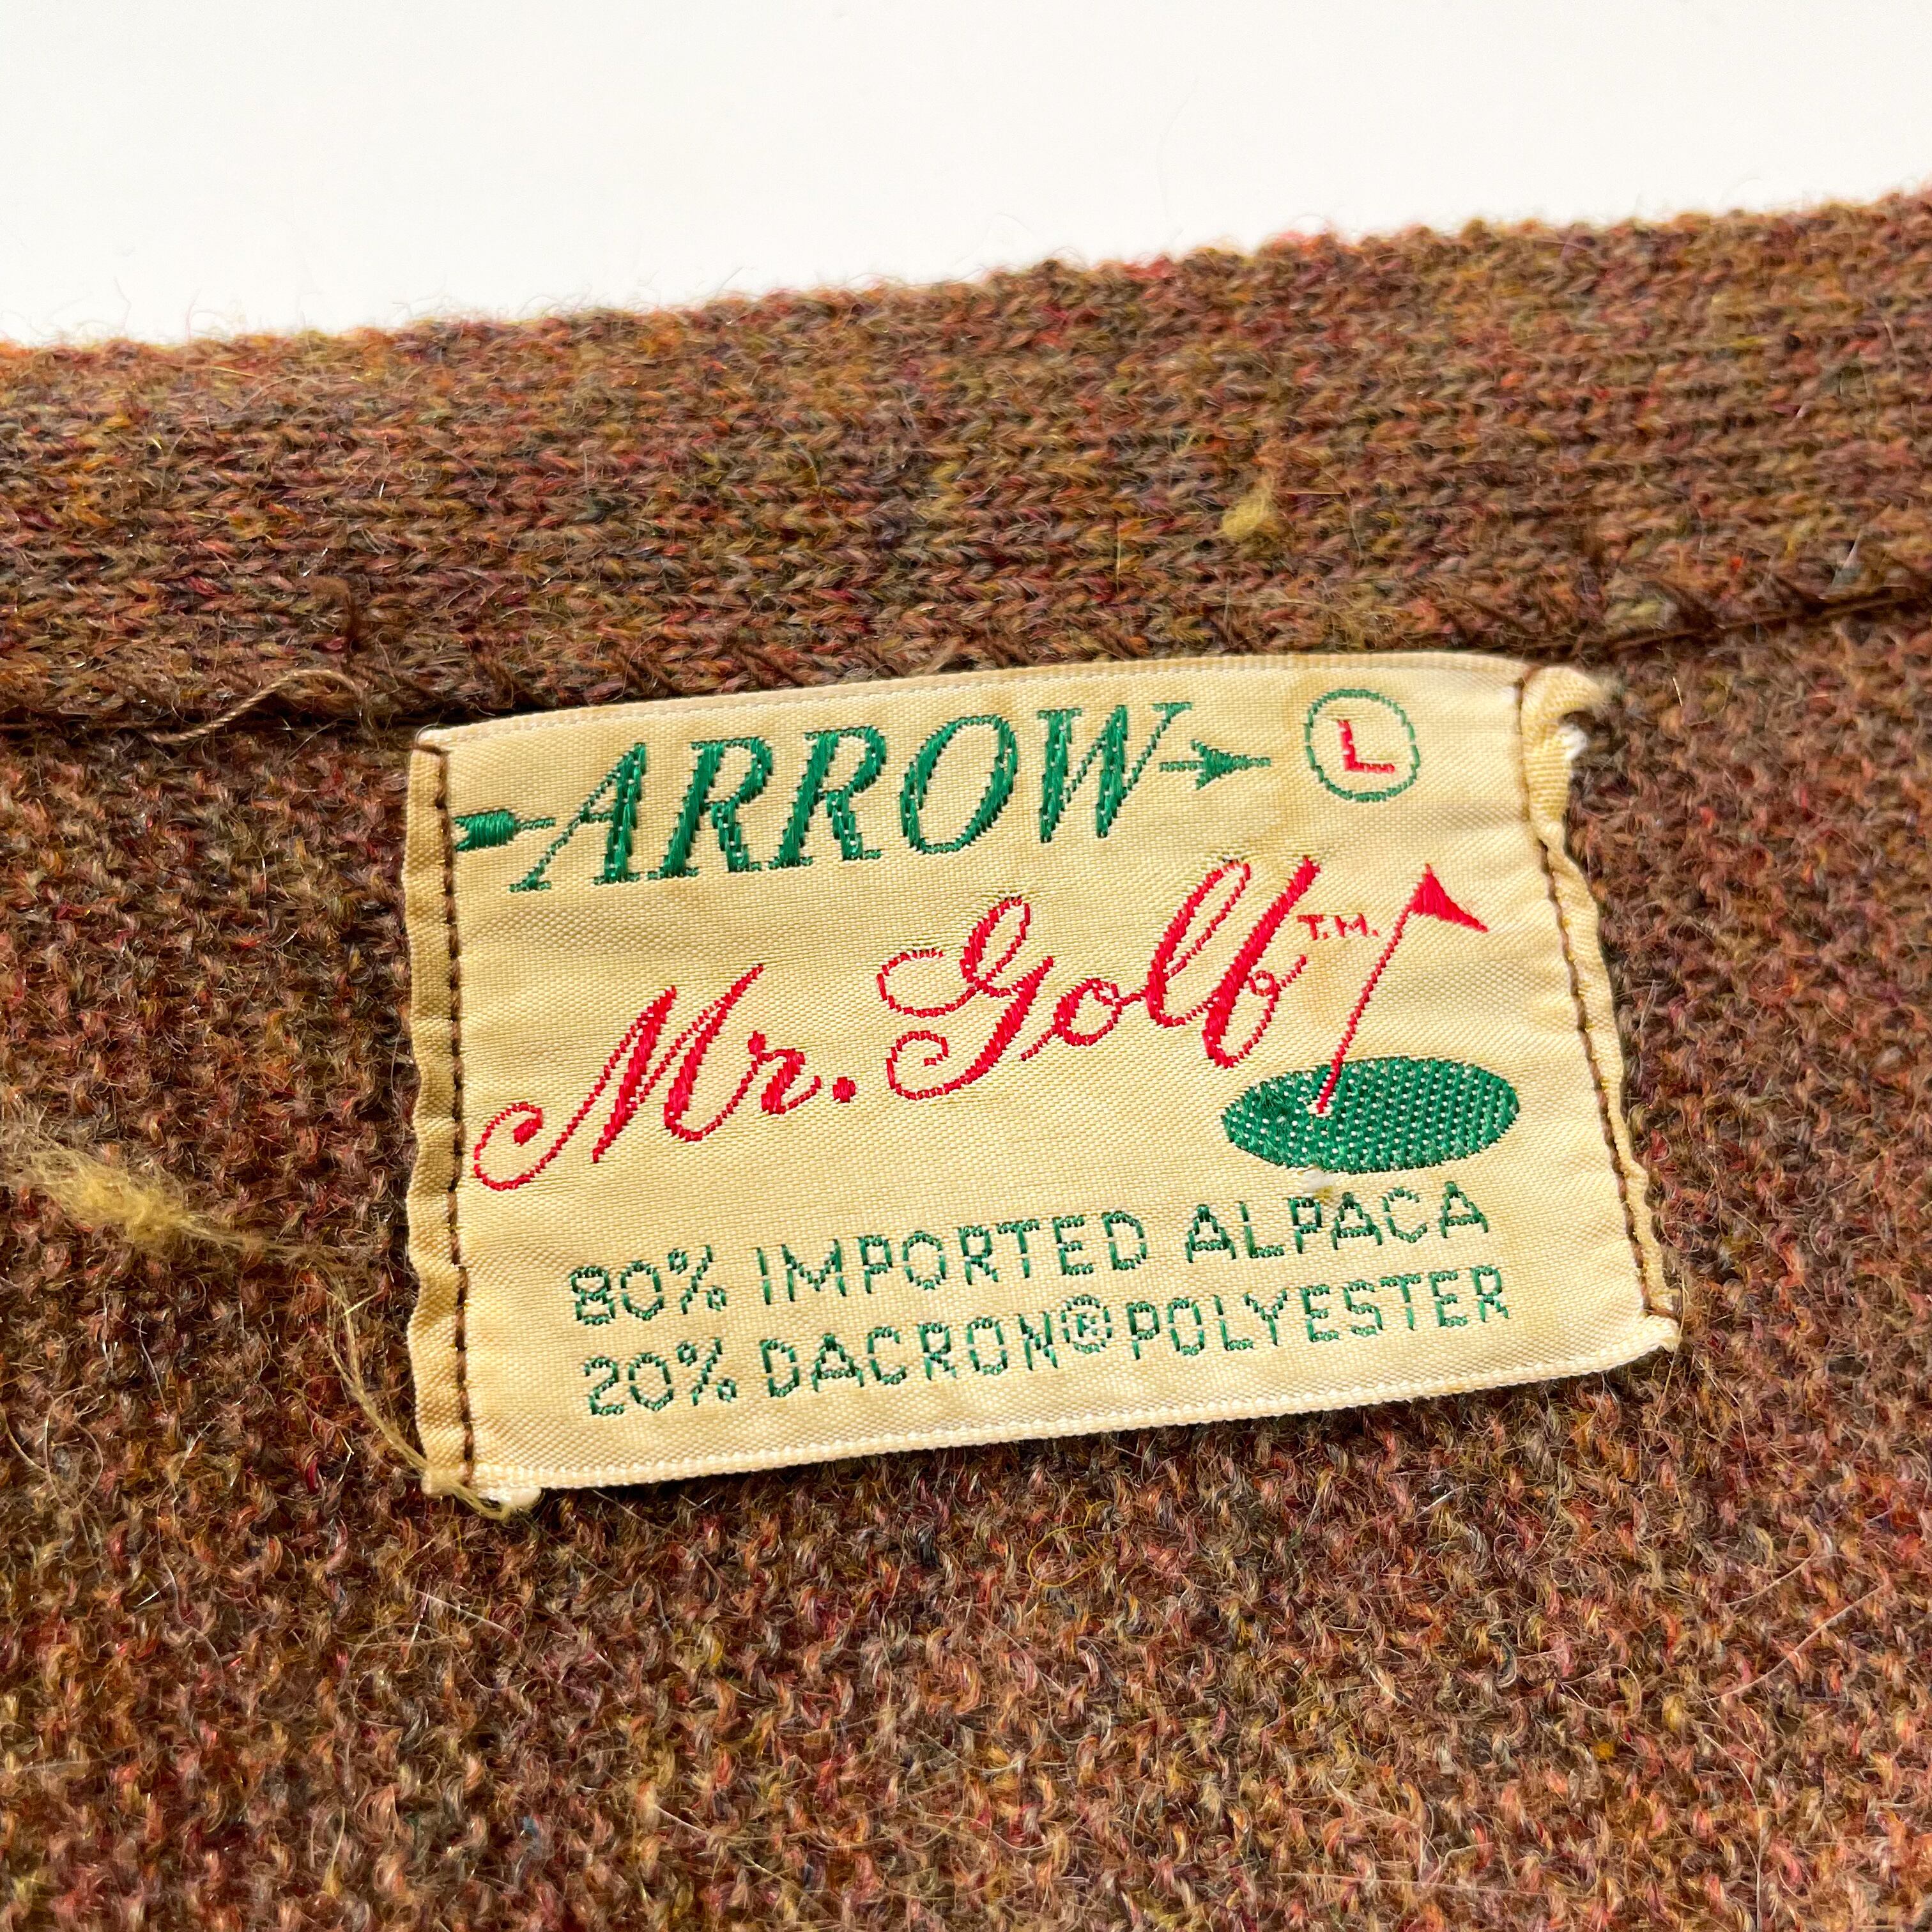 ARROW L
Mr. Golf T.M.
80% IMPORTED ALPACA
20% DACRON® POLYESTER